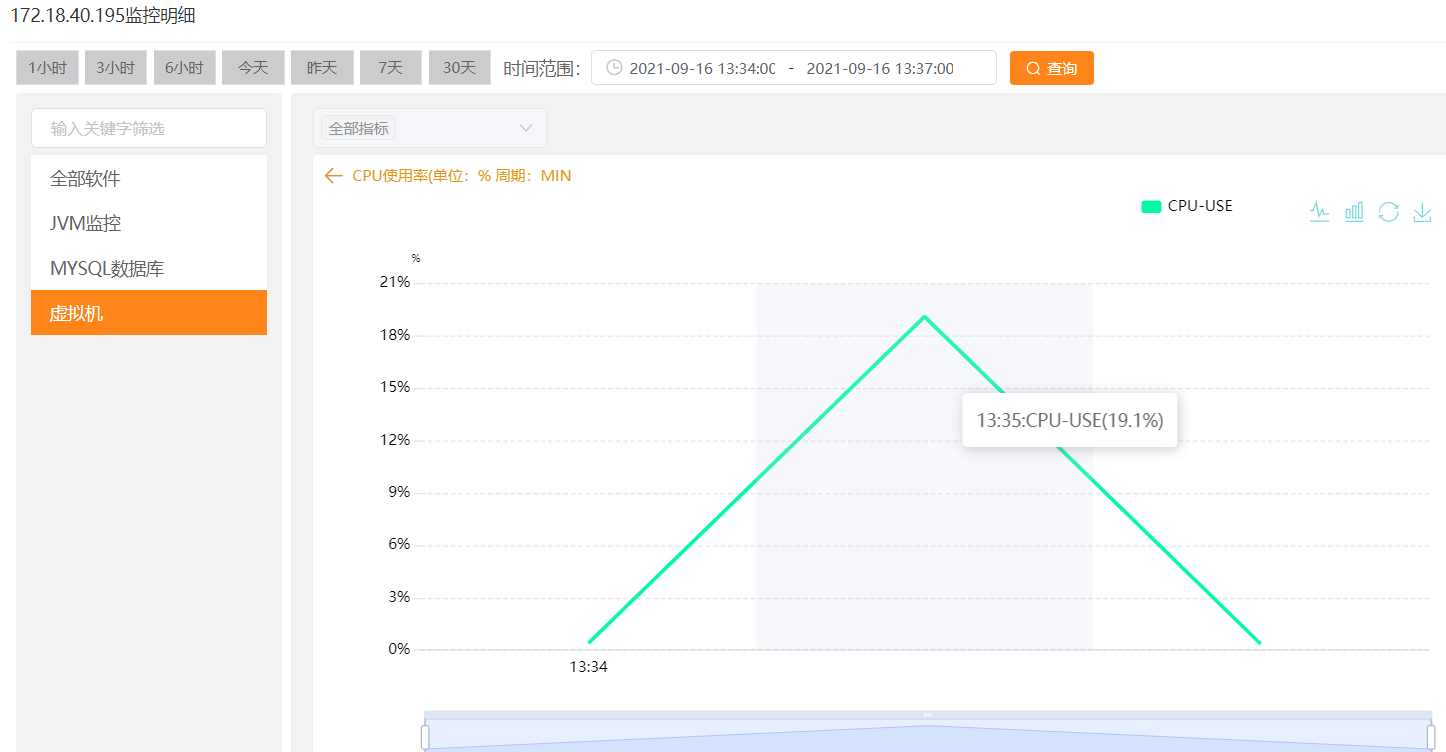 172.18.40.195监控明细
1小时 3小时 6小时 今天 昨天 7天 30天 时间范围： 2021-09-16 13:34:00 - 2021-09-16 13:37:00 查询
输入关键字筛选
全部软件
JVM监控
MYSQL数据库
虚拟机
全部指标
CPU使用率(单位：% 周期：MIN
CPU-USE
%
21%
18%
15%
13:35:CPU-USE(19.1%)
12%
9%
6%
3%
0%
13:34